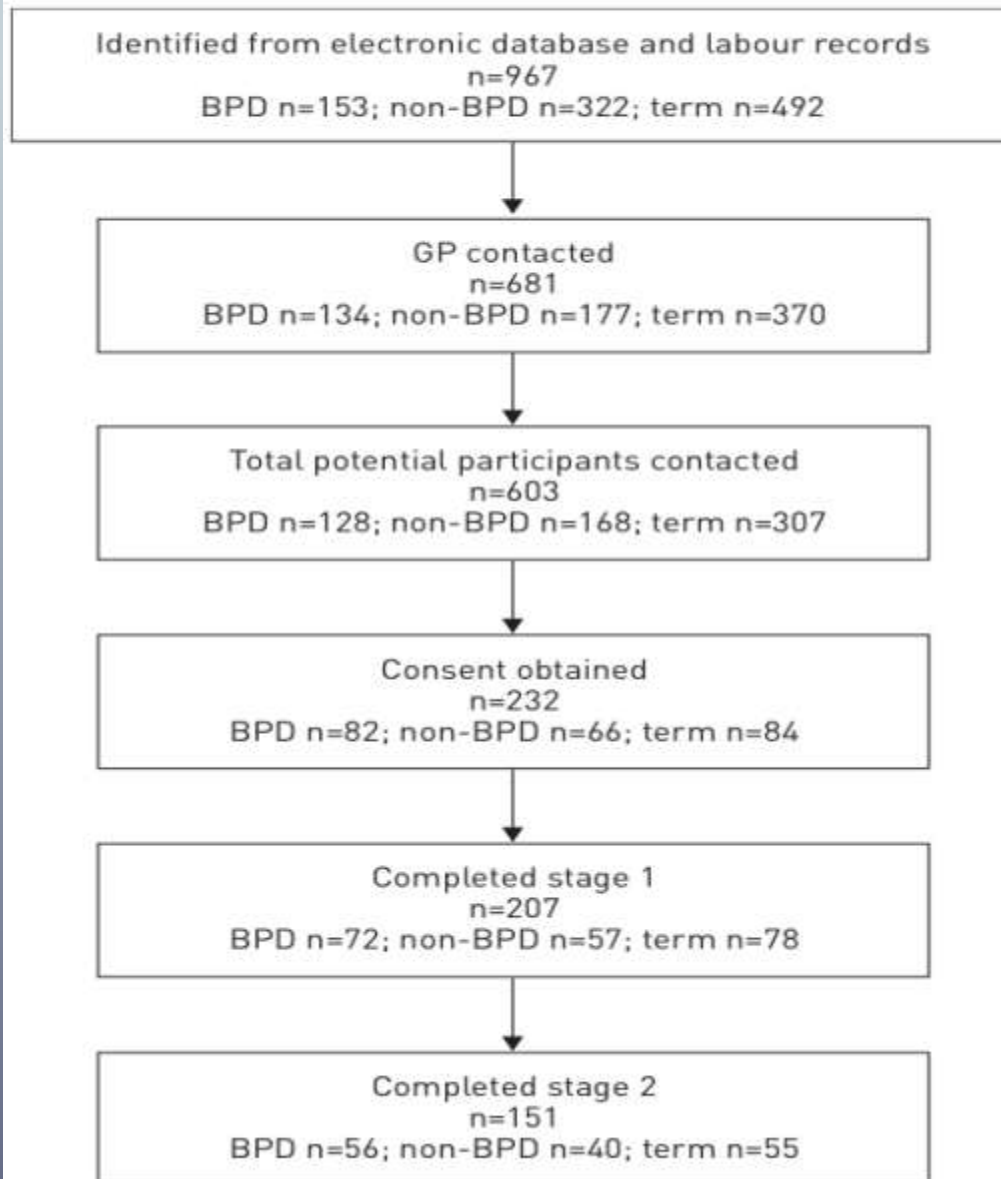 Identified from electronic database and labour records
n=967
BPD n=153; non-BPD n=322; term n=492
GP contacted
n=681
BPD n=134; non-BPD n=177; term n=370
Total potential participants contacted
n=603
BPD n=128; non-BPD n=168; term n=307
Consent obtained
n=232
BPD n=82; non-BPD n=66; term n=84
Completed stage 1
n=207
BPD n=72; non-BPD n=57; term n=78
Completed stage 2
n=151
BPD n=56; non-BPD n=40; term n=55